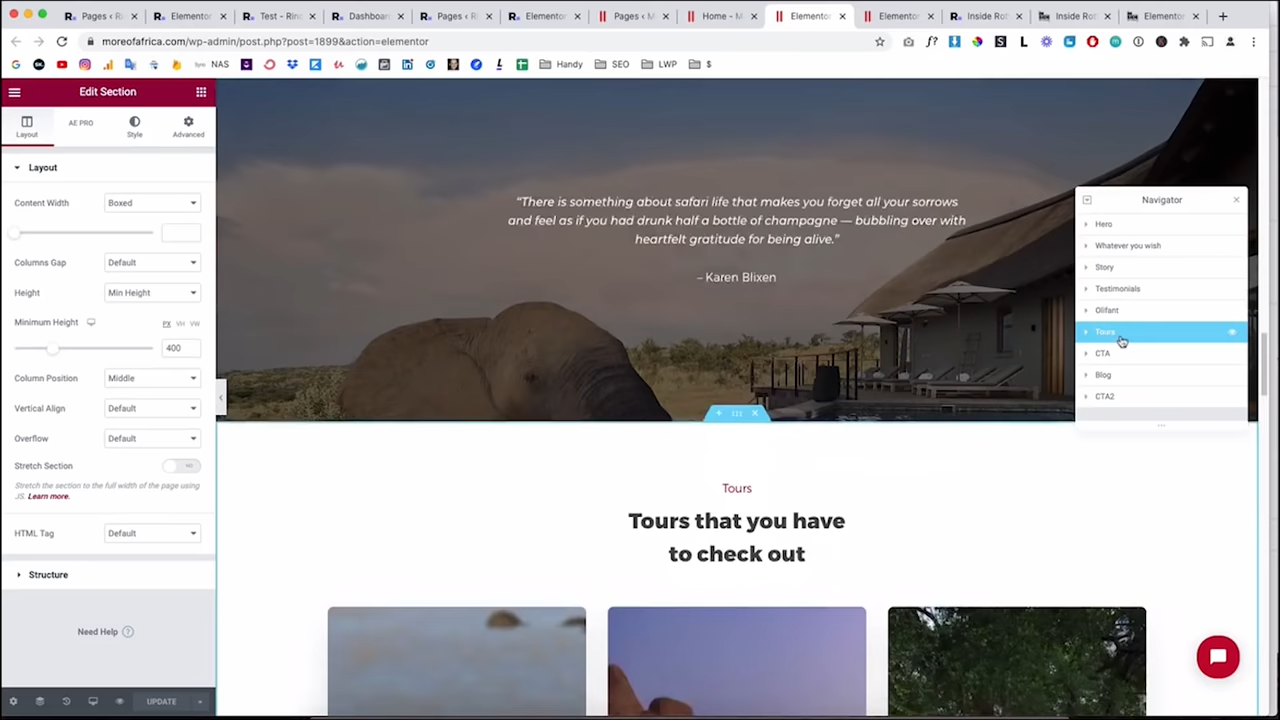 Pages ‹ R
Elementor
Test – Rin
Dashboar
Pages ‹ R
Elementor
Pages ‹ M
Home – M
Elementor
Elementor
Inside Rot
Inside Rot
Elementor
moreofafrica.com/wp-admin/post.php?post=1899&action=elementor
NAS
Handy
SEO
LWP
$
Edit Section
Layout
AE PRO
Style
Advanced
Layout
Content Width
Boxed
Columns Gap
Default
Height
Min Height
Minimum Height
PX VH VW
400
Column Position
Middle
Vertical Align
Default
Overflow
Default
Stretch Section
NO
Stretch the section to the full width of the page using
JS. Learn more.
HTML Tag
Default
Structure
Need Help
UPDATE
“There is something about safari life that makes you forget all your sorrows
and feel as if you had drunk half a bottle of champagne — bubbling over with
heartfelt gratitude for being alive.”
– Karen Blixen
Tours
Tours that you have
to check out
Navigator
Hero
Whatever you wish
Story
Testimonials
Olifant
Tours
CTA
Blog
CTA2